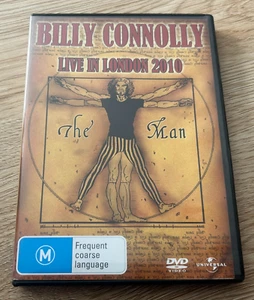 BILLY CONNOLLY
LIVE IN LONDON 2010
The Man
M
Frequent
coarse
language
DVD
VIDEO
UNIVERSAL